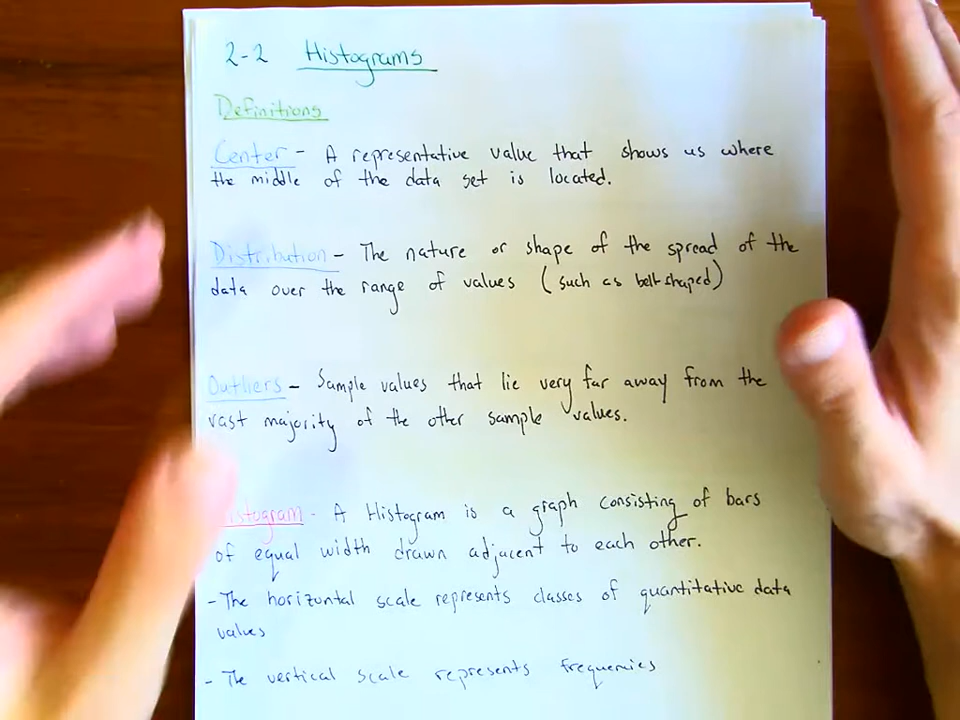 2-2 Histograms
Definitions
Center - A representative value that shows us where
the middle of the data set is located.
Distribution - The nature or shape of the spread of the
data over the range of values (such as bell-shaped)
Outliers - Sample values that lie very far away from the
vast majority of the other sample values.
istogram - A Histogram is a graph consisting of bars
of equal width drawn adjacent to each other.
- The horizontal scale represents classes of quantitative data
values
- The vertical scale represents frequencies